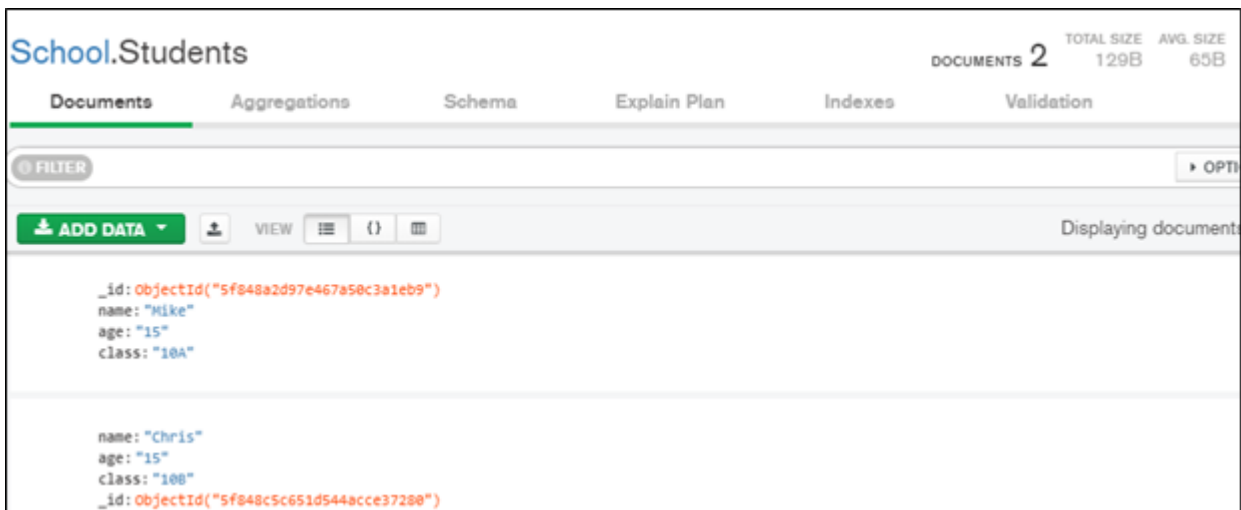 School.Students
DOCUMENTS 2 TOTAL SIZE 129B AVG. SIZE 65B
Documents Aggregations Schema Explain Plan Indexes Validation
FILTER OPTI
ADD DATA VIEW {} Displaying documents
_id: ObjectId("5f848a2d97e467a50c3a1eb9")
name: "Mike"
age: "15"
class: "10A"
name: "Chris"
age: "15"
class: "10B"
_id: ObjectId("5f848c5c651d544acce37280")